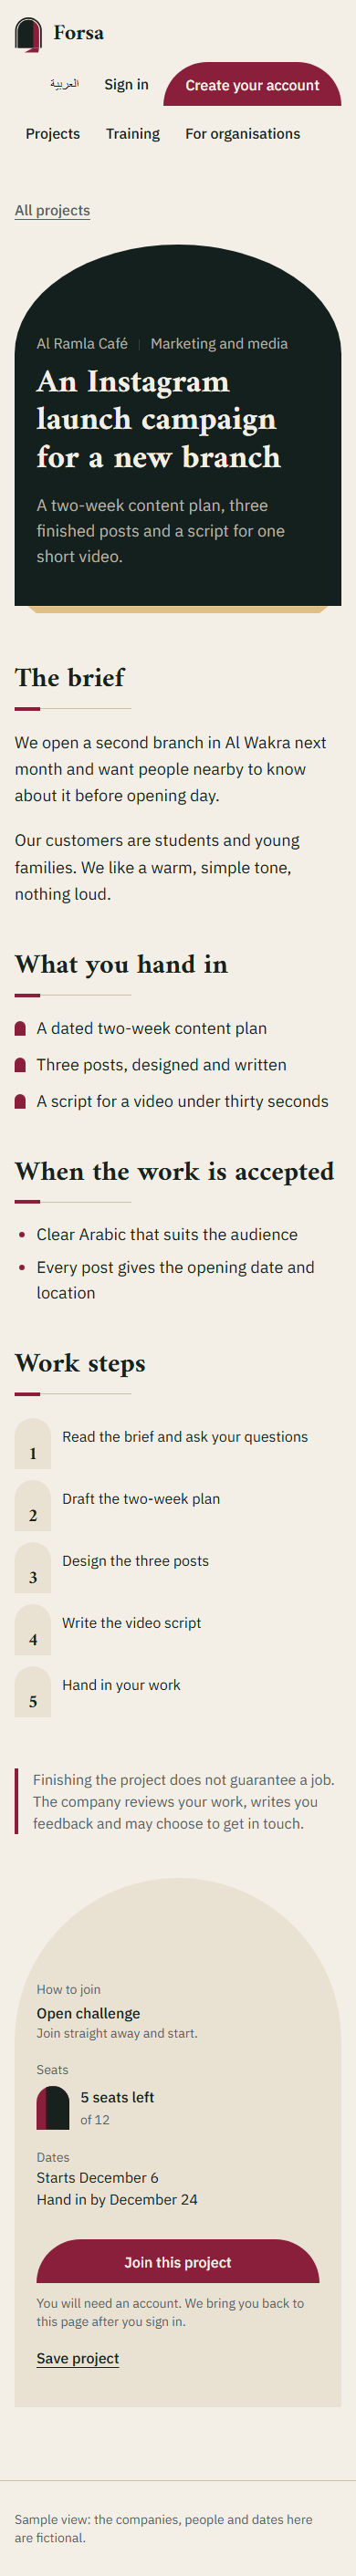 Forsa
العربية
Sign in
Create your account
Projects
Training
For organisations
All projects
Al Ramla Café | Marketing and media
An Instagram
launch campaign
for a new branch
A two-week content plan, three
finished posts and a script for one
short video.
The brief
We open a second branch in Al Wakra next
month and want people nearby to know
about it before opening day.
Our customers are students and young
families. We like a warm, simple tone,
nothing loud.
What you hand in
A dated two-week content plan
Three posts, designed and written
A script for a video under thirty seconds
When the work is accepted
Clear Arabic that suits the audience
Every post gives the opening date and
location
Work steps
1 Read the brief and ask your questions
2 Draft the two-week plan
3 Design the three posts
4 Write the video script
5 Hand in your work
Finishing the project does not guarantee a job.
The company reviews your work, writes you
feedback and may choose to get in touch.
How to join
Open challenge
Join straight away and start.
Seats
5 seats left
of 12
Dates
Starts December 6
Hand in by December 24
Join this project
You will need an account. We bring you back to
this page after you sign in.
Save project
Sample view: the companies, people and dates here
are fictional.